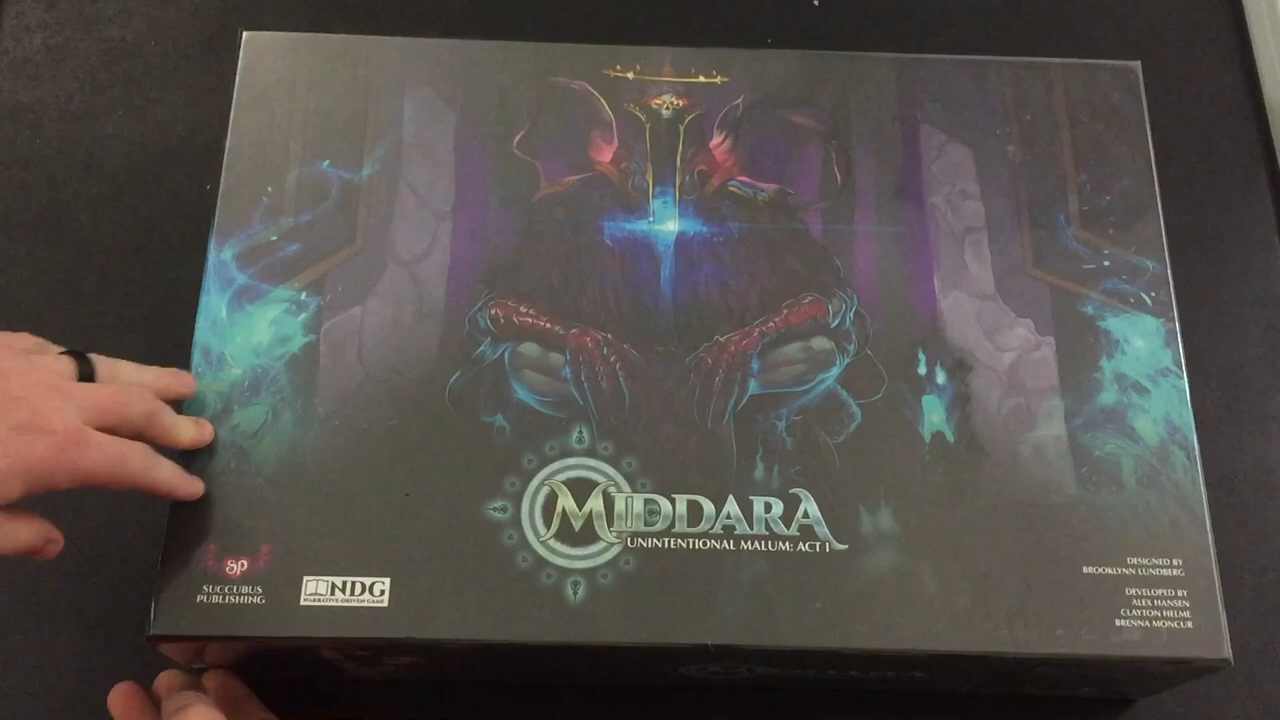 MIDDARA
UNINTENTIONAL MALUM: ACT I
SP
SUCCUBUS
PUBLISHING
NDG
NARRATIVE-DRIVEN GAME
DESIGNED BY
BROOKLYNN LUNDBERG
DEVELOPED BY
ALEX HANSEN
CLAYTON HELME
BRENNA MONCUR